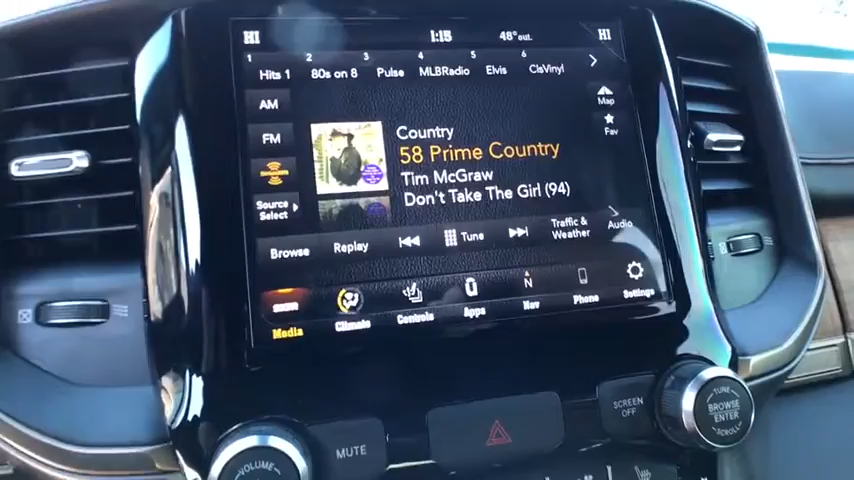 HI 1:15 48° out. HI
1 2 3 4 5 6
Hits 1 80s on 8 Pulse MLBRadio Elvis ClsVinyl
AM
FM
Source Select
Country
58 Prime Country
Tim McGraw
Don't Take The Girl (94)
Map
Fav
Browse Replay Tune Traffic & Weather Audio
Media Climate Controls Apps N Nav Phone Settings
VOLUME MUTE SCREEN OFF TUNE BROWSE ENTER SCROLL